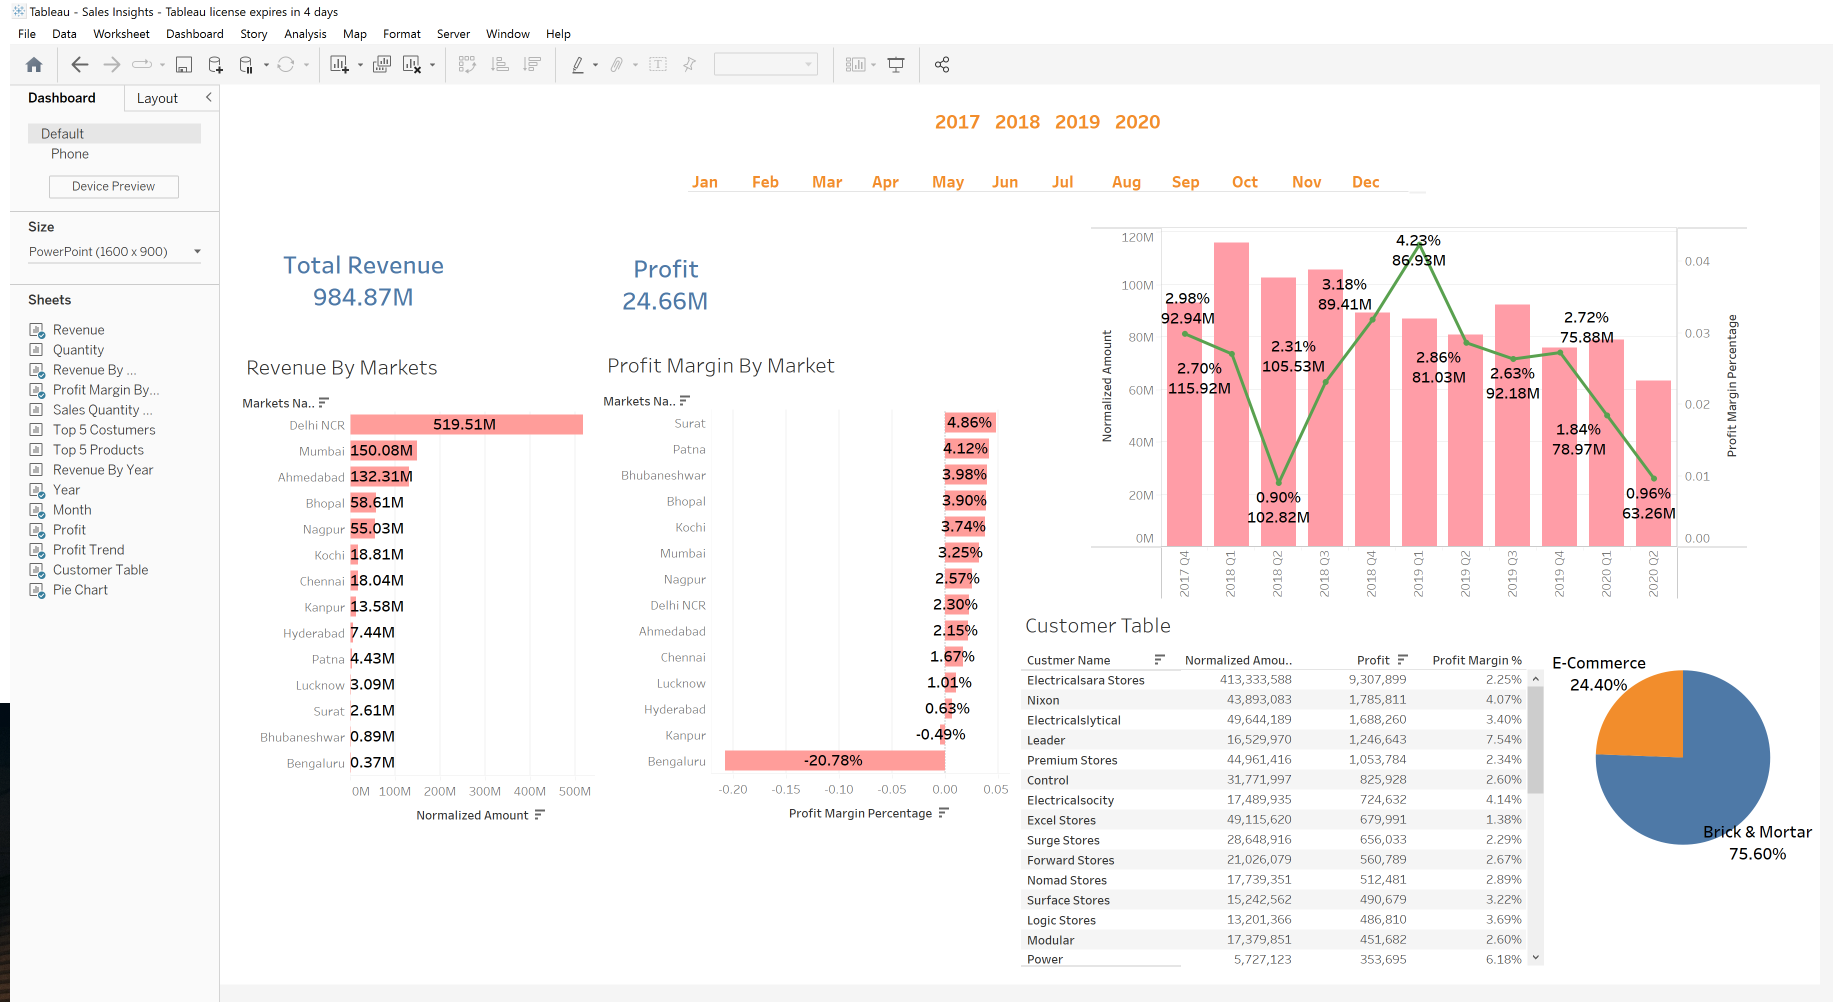 Tableau - Sales Insights - Tableau license expires in 4 days
File Data Worksheet Dashboard Story Analysis Map Format Server Window Help
Dashboard Layout
Default
Phone
Device Preview
Size
PowerPoint (1600 x 900)
Sheets
Revenue
Quantity
Revenue By ...
Profit Margin By...
Sales Quantity ...
Top 5 Costumers
Top 5 Products
Revenue By Year
Year
Month
Profit
Profit Trend
Customer Table
Pie Chart
2017 2018 2019 2020
Jan Feb Mar Apr May Jun Jul Aug Sep Oct Nov Dec
Total Revenue
984.87M
Profit
24.66M
Revenue By Markets
Markets Na..
Delhi NCR 519.51M
Mumbai 150.08M
Ahmedabad 132.31M
Bhopal 58.61M
Nagpur 55.03M
Kochi 18.81M
Chennai 18.04M
Kanpur 13.58M
Hyderabad 7.44M
Patna 4.43M
Lucknow 3.09M
Surat 2.61M
Bhubaneshwar 0.89M
Bengaluru 0.37M
0M 100M 200M 300M 400M 500M
Normalized Amount
Profit Margin By Market
Markets Na..
Surat 4.86%
Patna 4.12%
Bhubaneshwar 3.98%
Bhopal 3.90%
Kochi 3.74%
Mumbai 3.25%
Nagpur 2.57%
Delhi NCR 2.30%
Ahmedabad 2.15%
Chennai 1.67%
Lucknow 1.01%
Hyderabad 0.63%
Kanpur -0.49%
Bengaluru -20.78%
-0.20 -0.15 -0.10 -0.05 0.00 0.05
Profit Margin Percentage
Normalized Amount
120M
100M
80M
60M
40M
20M
0M
2.98%
92.94M
2.70%
115.92M
0.90%
102.82M
2.31%
105.53M
3.18%
89.41M
4.23%
86.93M
2.86%
81.03M
2.63%
92.18M
2.72%
75.88M
1.84%
78.97M
0.96%
63.26M
0.04
0.03
0.02
0.01
0.00
Profit Margin Percentage
2017 Q4
2018 Q1
2018 Q2
2018 Q3
2018 Q4
2019 Q1
2019 Q2
2019 Q3
2019 Q4
2020 Q1
2020 Q2
Customer Table
Custmer Name Normalized Amou.. Profit Profit Margin %
Electricalsara Stores 413,333,588 9,307,899 2.25%
Nixon 43,893,083 1,785,811 4.07%
Electricalslytical 49,644,189 1,688,260 3.40%
Leader 16,529,970 1,246,643 7.54%
Premium Stores 44,961,416 1,053,784 2.34%
Control 31,771,997 825,928 2.60%
Electricalsocity 17,489,935 724,632 4.14%
Excel Stores 49,115,620 679,991 1.38%
Surge Stores 28,648,916 656,033 2.29%
Forward Stores 21,026,079 560,789 2.67%
Nomad Stores 17,739,351 512,481 2.89%
Surface Stores 15,242,562 490,679 3.22%
Logic Stores 13,201,366 486,810 3.69%
Modular 17,379,851 451,682 2.60%
Power 5,727,123 353,695 6.18%
E-Commerce
24.40%
Brick & Mortar
75.60%